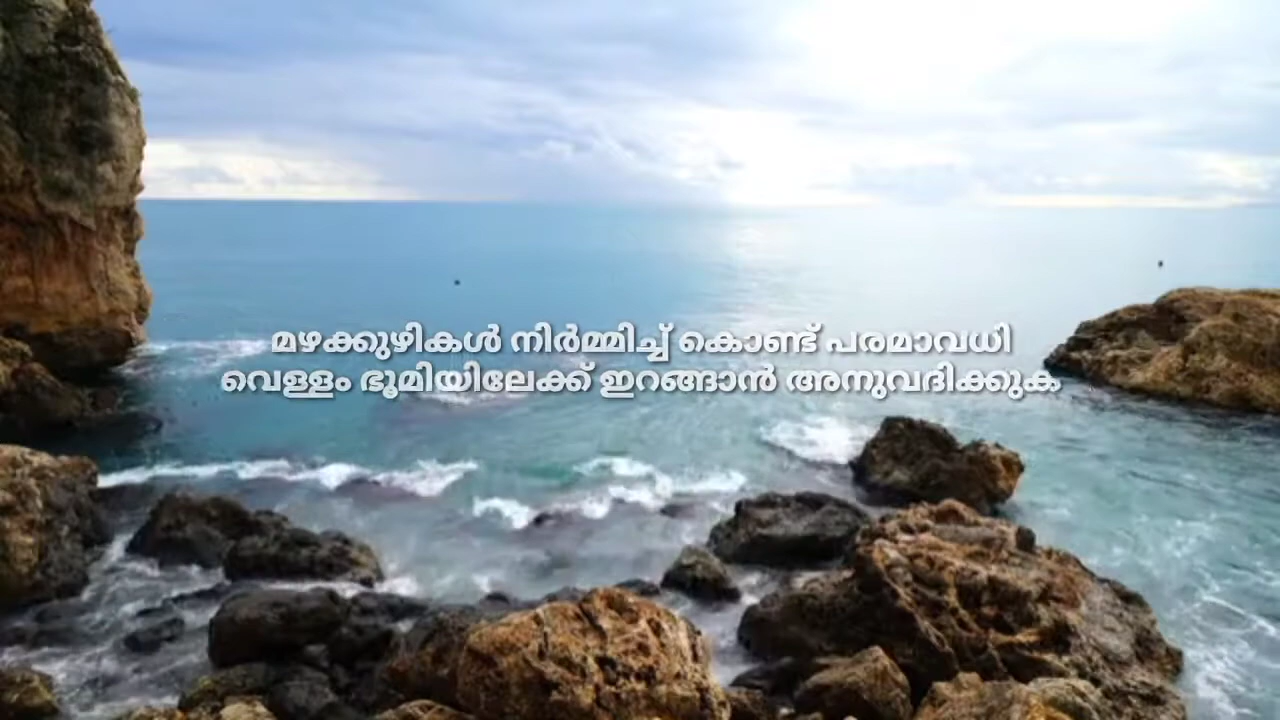 മഴക്കുഴികൾ നിർമ്മിച്ച് കൊണ്ട് പരമാവധി
വെള്ളം ഭൂമിയിലേക്ക് ഇറങ്ങാൻ അനുവദിക്കുക